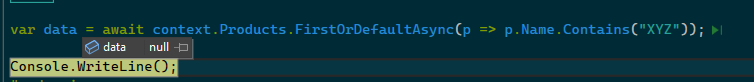 var data = await context.Products.FirstOrDefaultAsync(p => p.Name.Contains("XYZ"));
data null
Console.WriteLine();